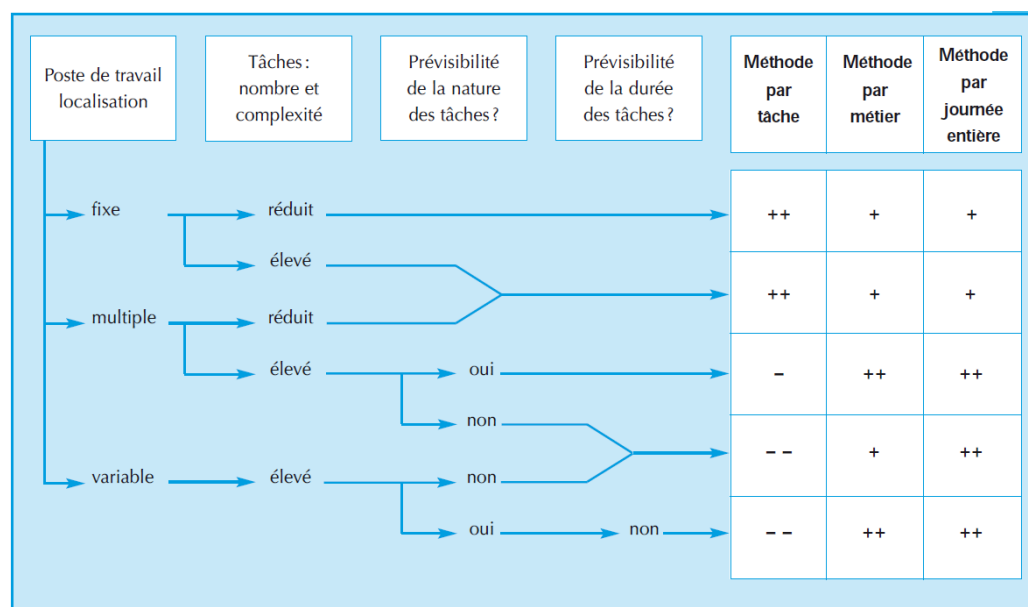 Poste de travail
localisation
Tâches :
nombre et
complexité
Prévisibilité
de la nature
des tâches ?
Prévisibilité
de la durée
des tâches ?
Méthode
par
tâche
Méthode
par
métier
Méthode
par
journée
entière
fixe réduit ++ + +
élevé
++ + +
multiple réduit
élevé oui – ++ ++
non
– – + ++
variable élevé non
oui non – – ++ ++